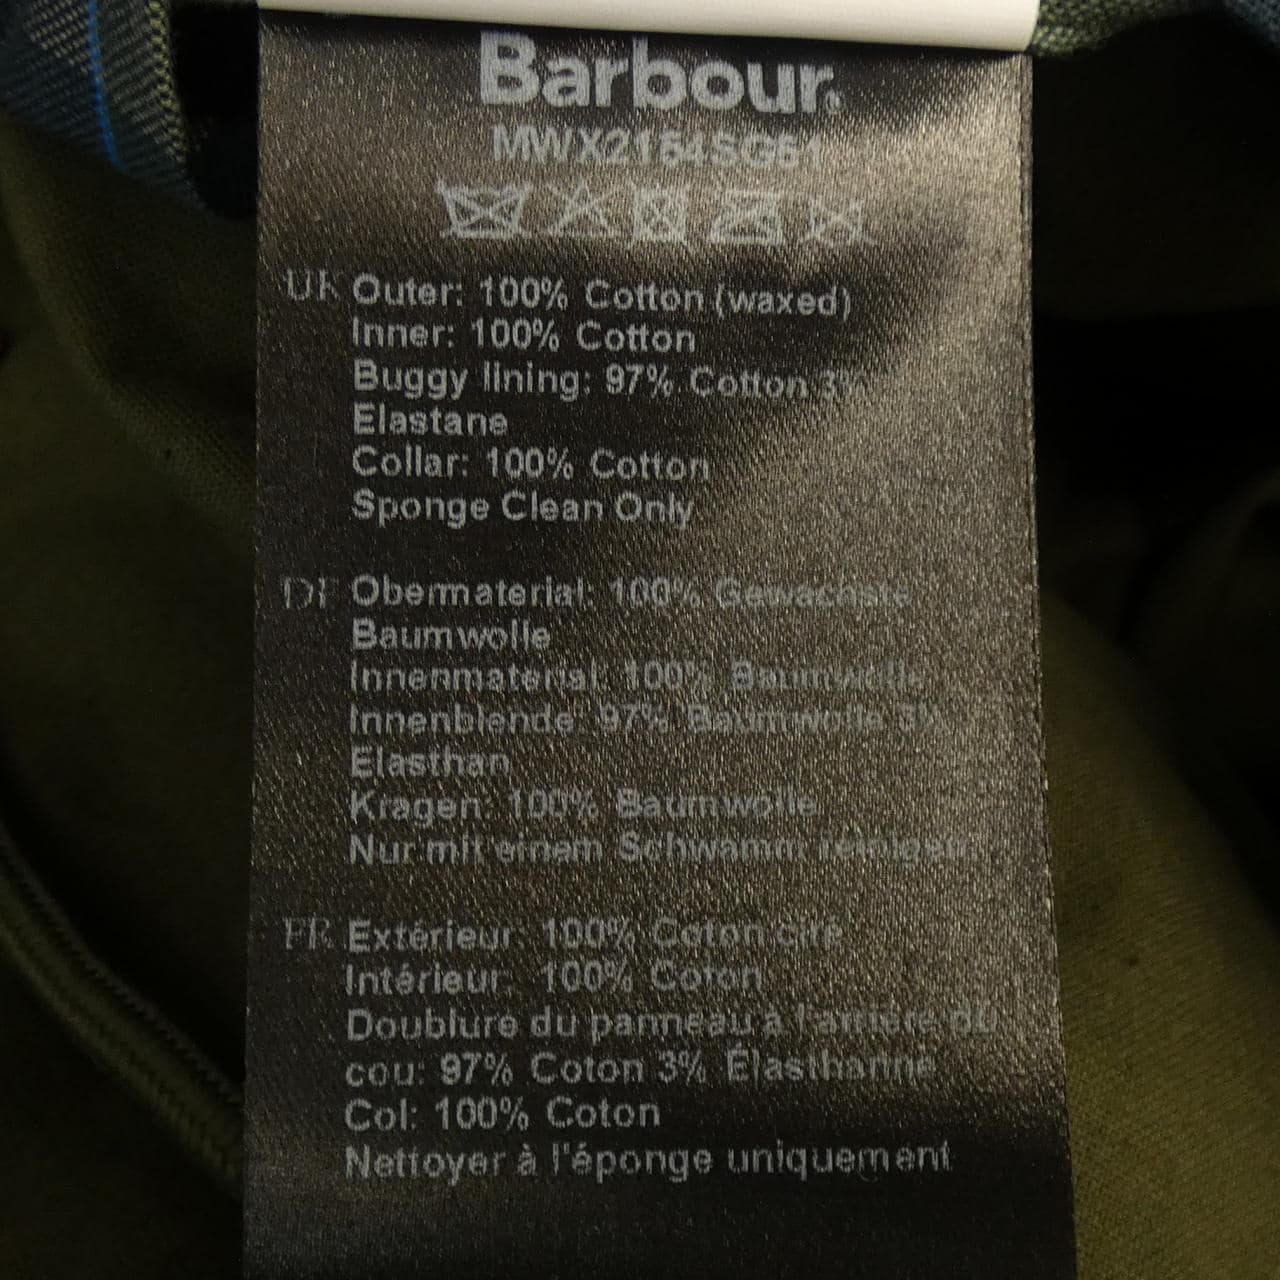 Barbour®
MWX2164SG51
UK Outer: 100% Cotton (waxed)
Inner: 100% Cotton
Buggy lining: 97% Cotton 3%
Elastane
Collar: 100% Cotton
Sponge Clean Only
DE Obermaterial: 100% Gewachste
Baumwolle
Innenmaterial: 100% Baumwolle
Innenblende: 97% Baumwolle 3%
Elasthan
Kragen: 100% Baumwolle
Nur mit einem Schwamm reinigen
FR Extérieur: 100% Coton ciré
Intérieur: 100% Coton
Doublure du panneau à l'arrière du
cou: 97% Coton 3% Élasthanne
Col: 100% Coton
Nettoyer à l'éponge uniquement